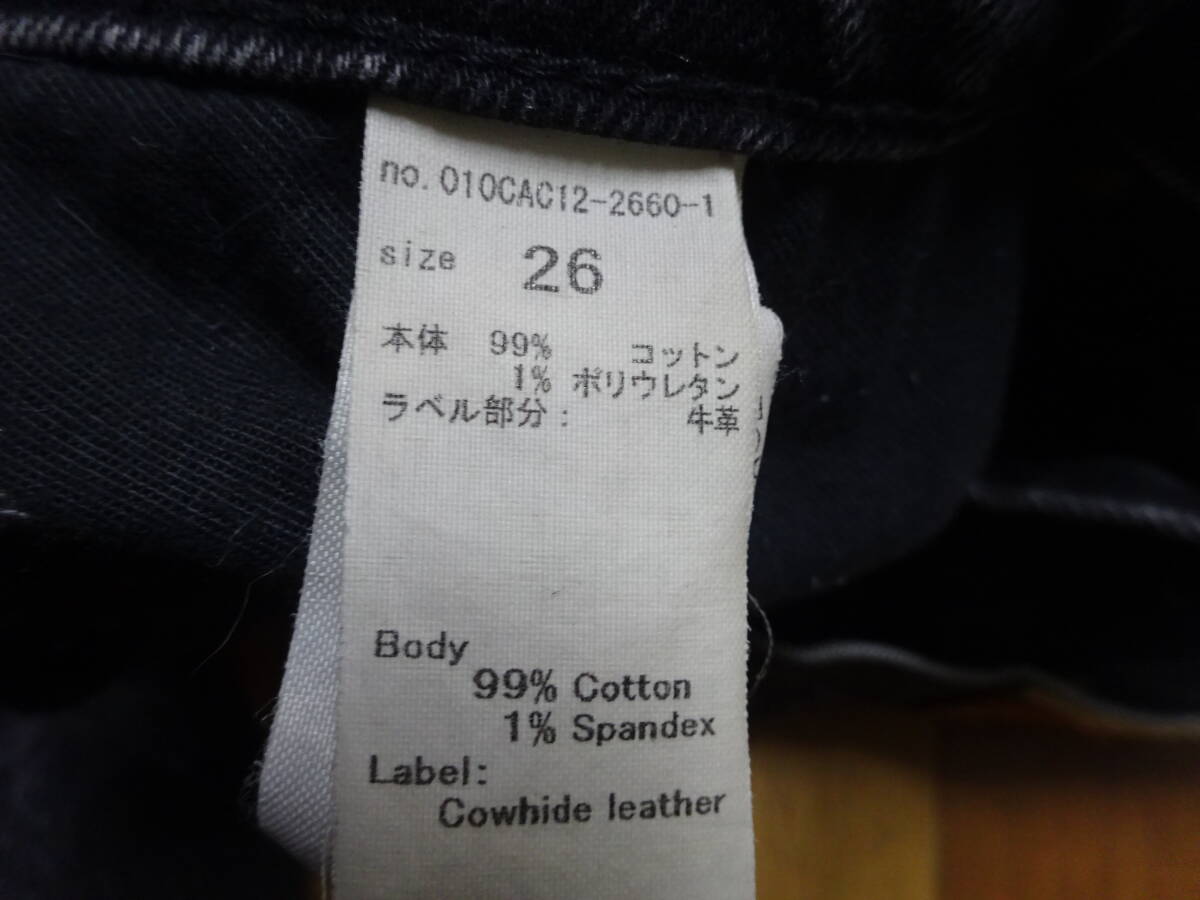 no.010CAC12-2660-1
size 26
本体 99% コットン
1% ポリウレタン
ラベル部分: 牛革
Body
99% Cotton
1% Spandex
Label:
Cowhide leather